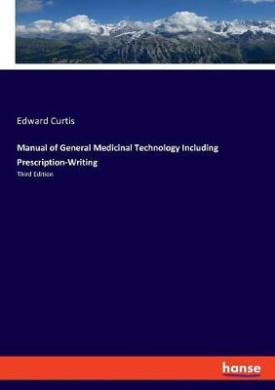 Edward Curtis
Manual of General Medicinal Technology Including
Prescription-Writing
Third Edition
hanse